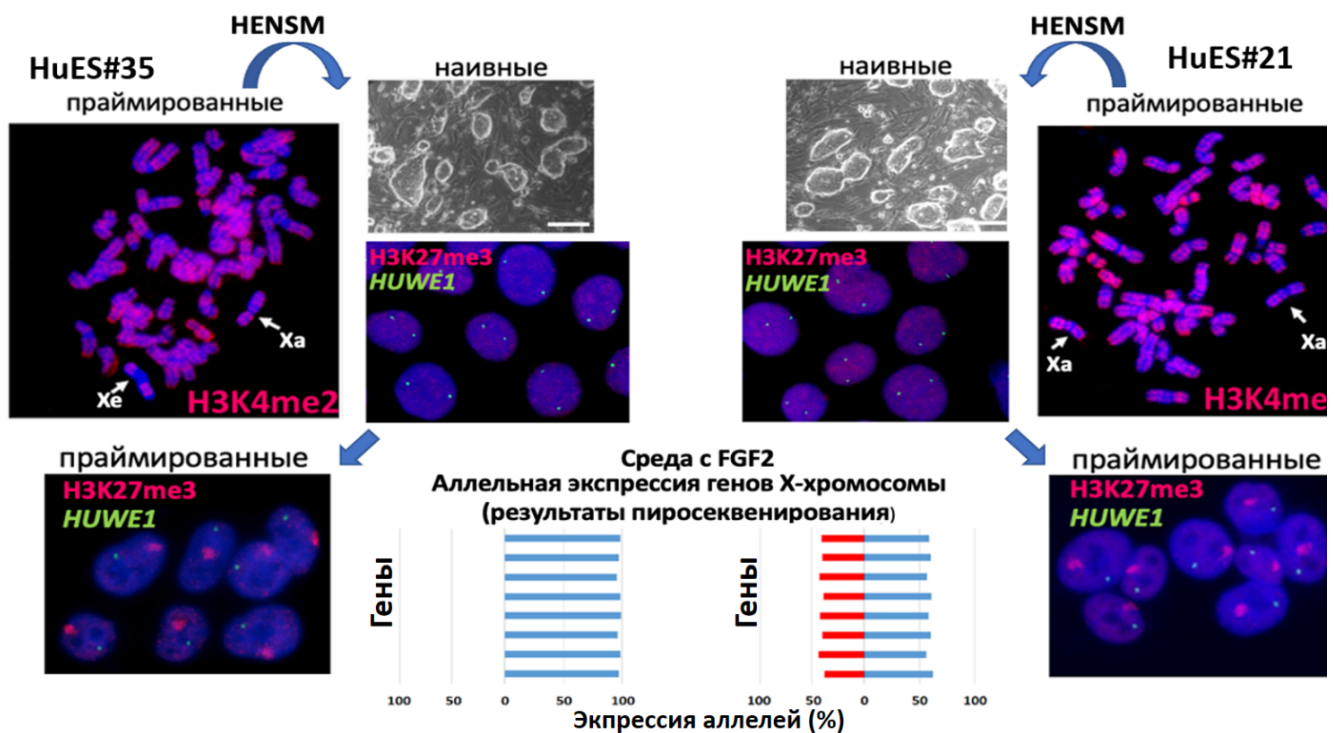 HENSM
HENSM
HuES#35
HuES#21
праймированные
наивные
наивные
праймированные
H3K27me3
HUWE1
H3K27me3
HUWE1
Xa
Xe
H3K4me2
Xa
Xa
H3K4me
праймированные
H3K27me3
HUWE1
Среда с FGF2
Аллельная экспрессия генов Х-хромосомы
(результаты пиросеквенирования)
праймированные
H3K27me3
HUWE1
Гены
Гены
100 50 0 50 100
100 50 0 50 100
Экпрессия аллелей (%)